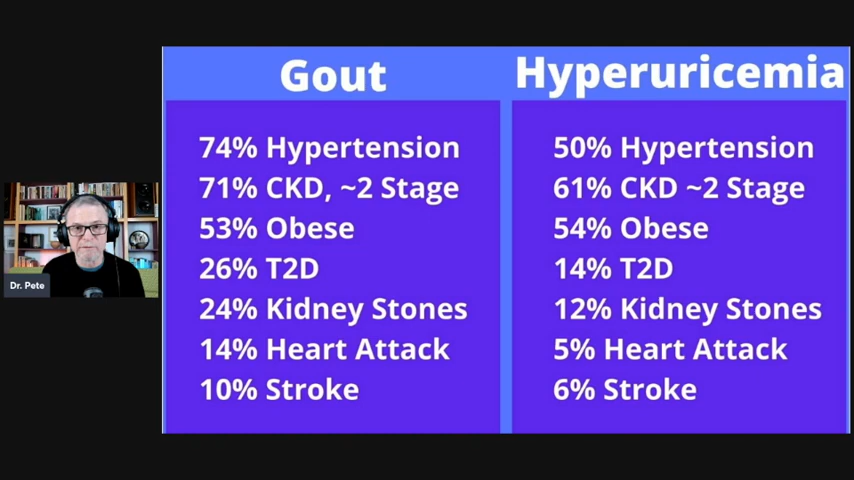 Gout
74% Hypertension
71% CKD, ~2 Stage
53% Obese
26% T2D
24% Kidney Stones
14% Heart Attack
10% Stroke
Hyperuricemia
50% Hypertension
61% CKD ~2 Stage
54% Obese
14% T2D
12% Kidney Stones
5% Heart Attack
6% Stroke
Dr. Pete